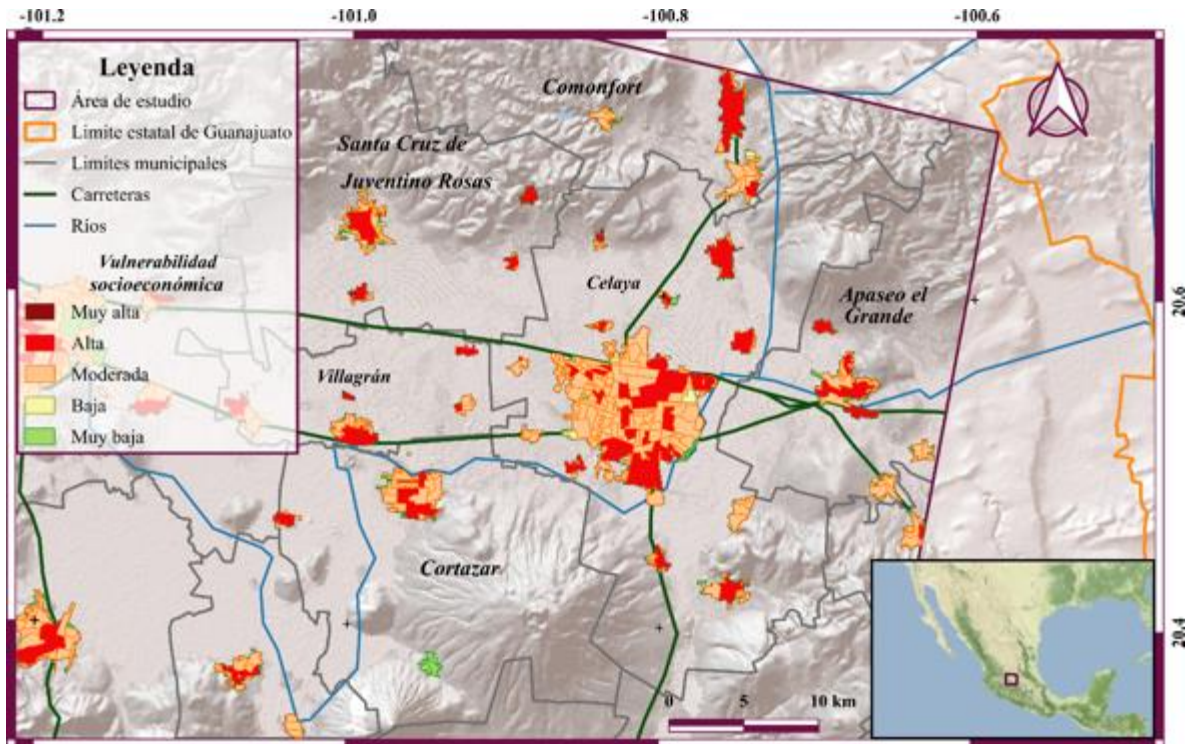 -101.2
-101.0
-100.8
-100.6
Leyenda
Área de estudio
Limite estatal de Guanajuato
Limites municipales
Carreteras
Ríos
Vulnerabilidad
socioeconómica
Muy alta
Alta
Moderada
Baja
Muy baja
Comonfort
Santa Cruz de
Juventino Rosas
Celaya
Apaseo el
Grande
Villagrán
Cortazar
20.6
20.4
0 5 10 km